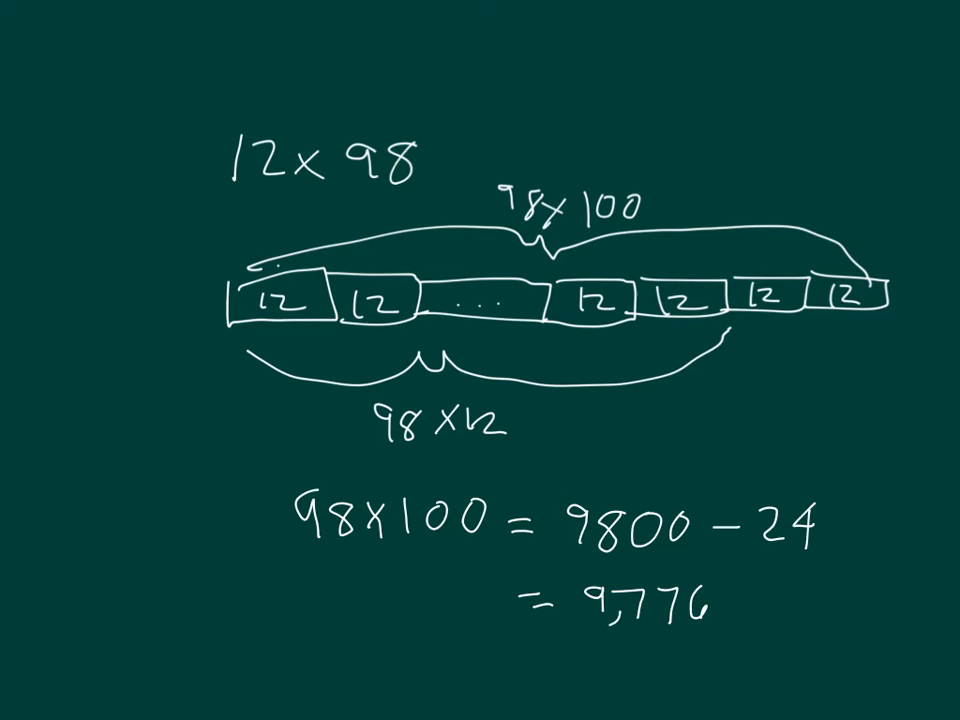 12 x 98
98 x 100
12 12 ... 12 12 12 12
98 x 12
98 x 100 = 9800 - 24
= 9,776